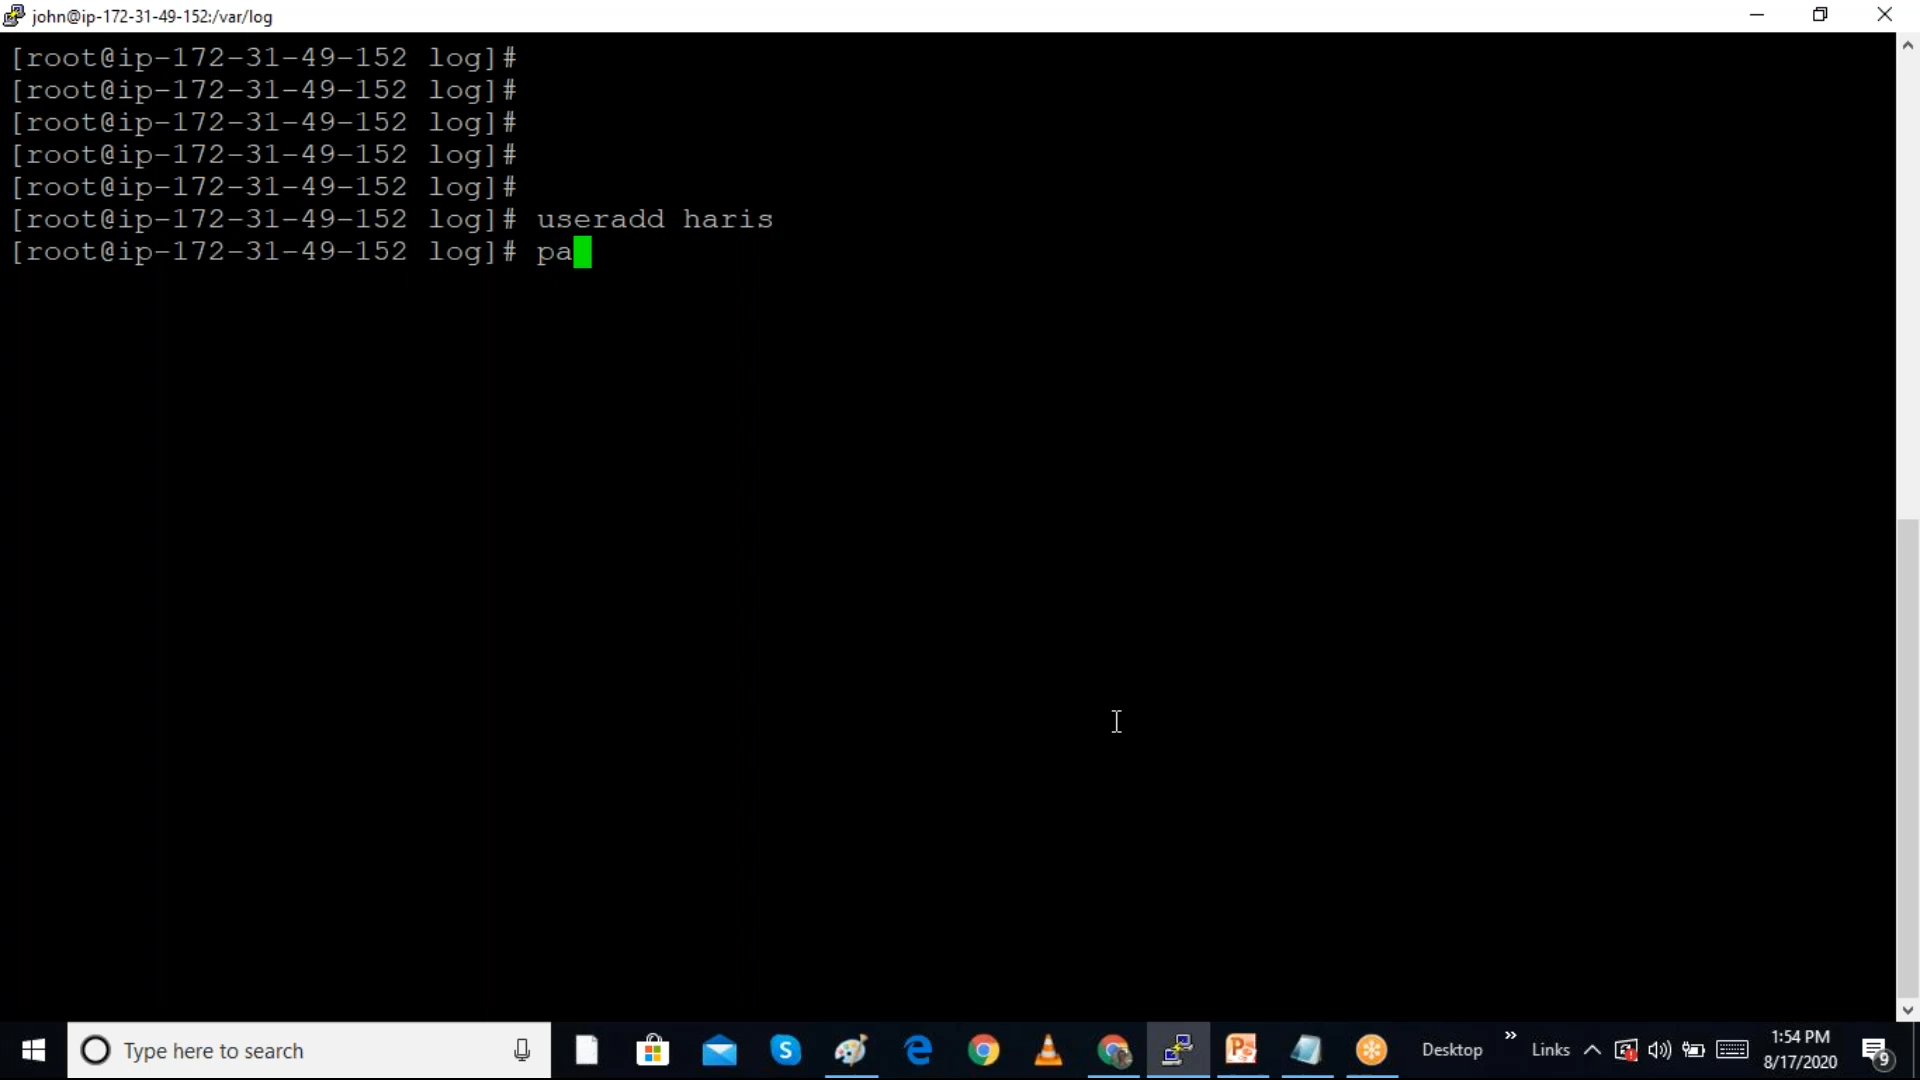 john@ip-172-31-49-152:/var/log
[root@ip-172-31-49-152 log]#
[root@ip-172-31-49-152 log]#
[root@ip-172-31-49-152 log]#
[root@ip-172-31-49-152 log]#
[root@ip-172-31-49-152 log]#
[root@ip-172-31-49-152 log]# useradd haris
[root@ip-172-31-49-152 log]# pa
Type here to search
Desktop
Links
1:54 PM
8/17/2020
9